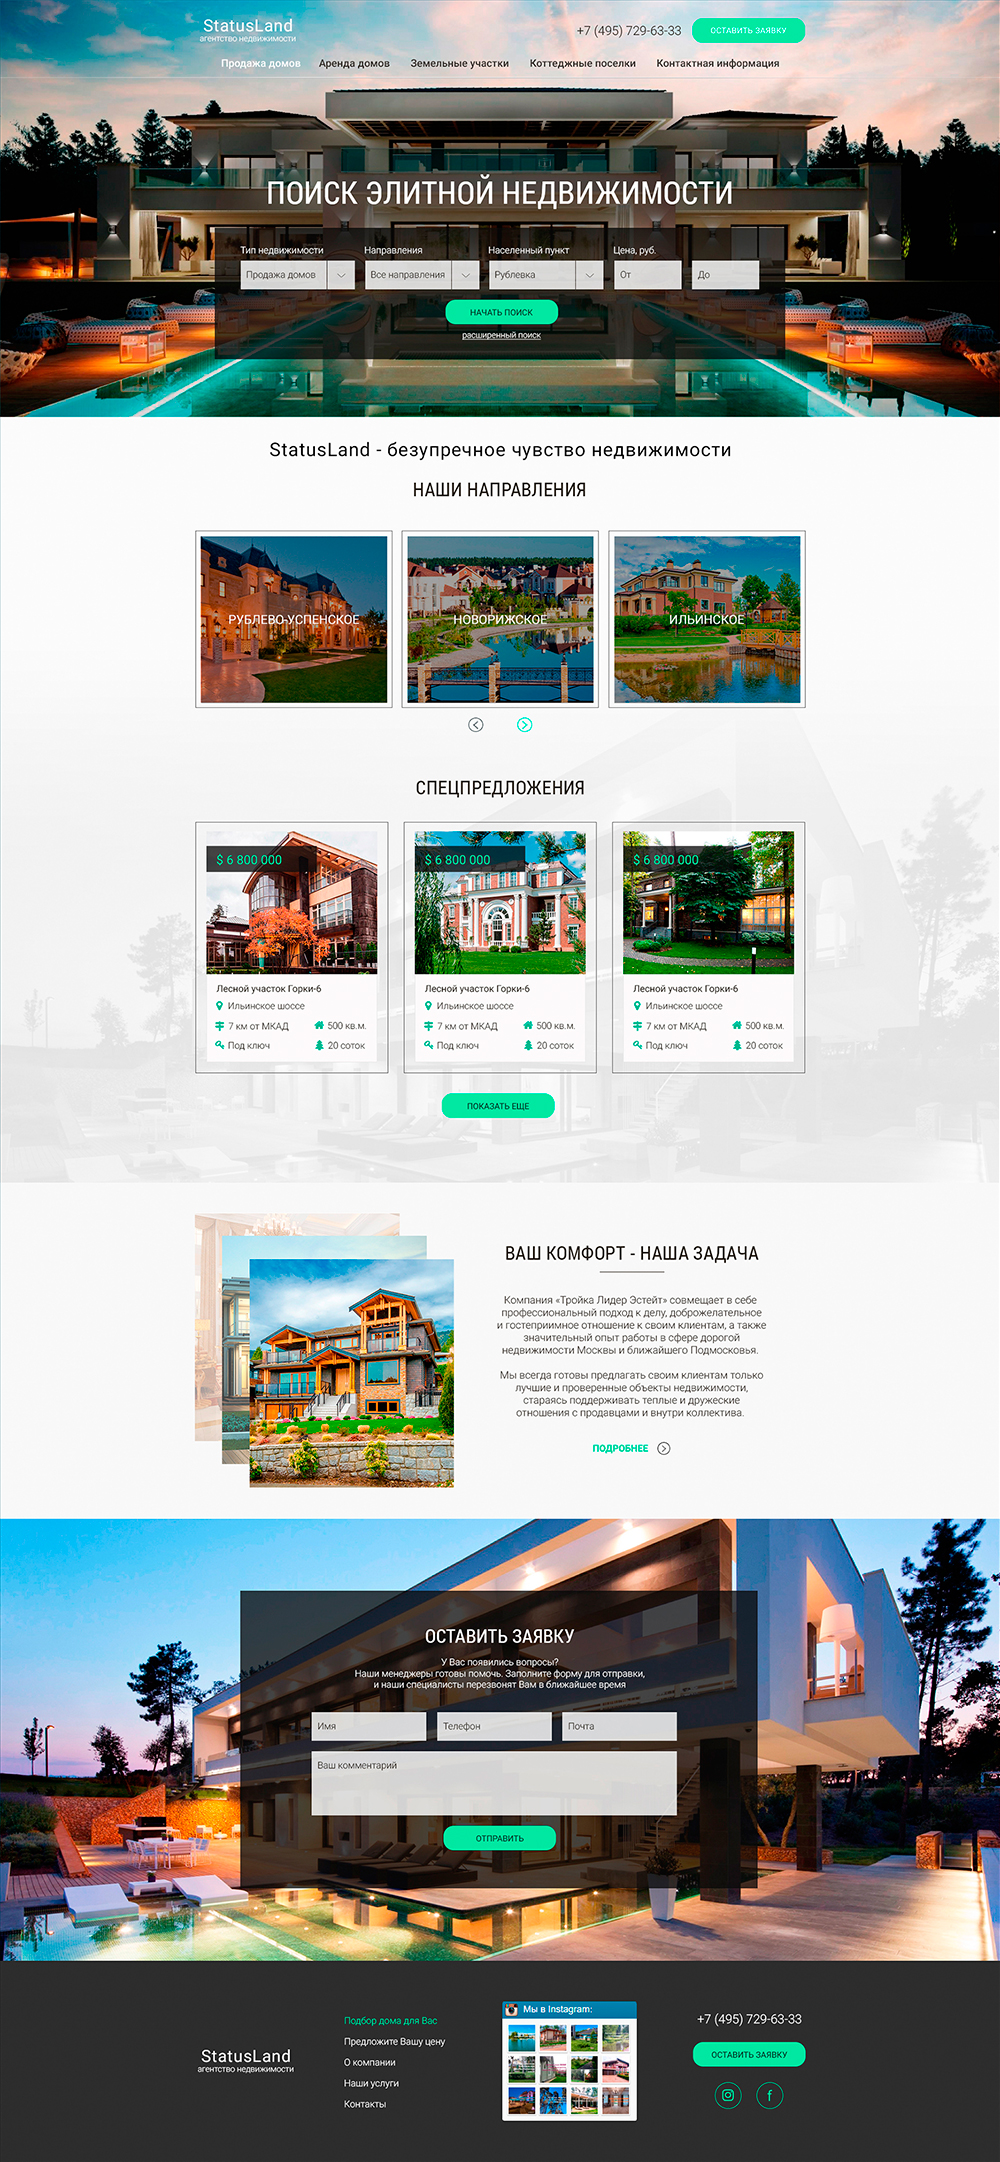 StatusLand
агентство недвижимости
+7 (495) 729-63-33
ОСТАВИТЬ ЗАЯВКУ
Продажа домов Аренда домов Земельные участки Коттеджные поселки Контактная информация
ПОИСК ЭЛИТНОЙ НЕДВИЖИМОСТИ
Тип недвижимости Направления Населенный пункт Цена, руб.
Продажа домов Все направления Рублевка От До
НАЧАТЬ ПОИСК
расширенный поиск
StatusLand - безупречное чувство недвижимости
НАШИ НАПРАВЛЕНИЯ
РУБЛЕВО-УСПЕНСКОЕ НОВОРИЖСКОЕ ИЛЬИНСКОЕ
СПЕЦПРЕДЛОЖЕНИЯ
$ 6 800 000 $ 6 800 000 $ 6 800 000
Лесной участок Горки-6 Лесной участок Горки-6 Лесной участок Горки-6
Ильинское шоссе Ильинское шоссе Ильинское шоссе
7 км от МКАД 500 кв.м. 7 км от МКАД 500 кв.м. 7 км от МКАД 500 кв.м.
Под ключ 20 соток Под ключ 20 соток Под ключ 20 соток
ПОКАЗАТЬ ЕЩЕ
ВАШ КОМФОРТ - НАША ЗАДАЧА
Компания «Тройка Лидер Эстейт» совмещает в себе
профессиональный подход к делу, доброжелательное
и гостеприимное отношение к своим клиентам, а также
значительный опыт работы в сфере дорогой
недвижимости Москвы и ближайшего Подмосковья.
Мы всегда готовы предлагать своим клиентам только
лучшие и проверенные объекты недвижимости,
стараясь поддерживать теплые и дружеские
отношения с продавцами и внутри коллектива.
ПОДРОБНЕЕ
ОСТАВИТЬ ЗАЯВКУ
У Вас появились вопросы?
Наши менеджеры готовы помочь. Заполните форму для отправки,
и наши специалисты перезвонят Вам в ближайшее время
Имя Телефон Почта
Ваш комментарий
ОТПРАВИТЬ
StatusLand
агентство недвижимости
Подбор дома для Вас
Предложите Вашу цену
О компании
Наши услуги
Контакты
Мы в Instagram:
+7 (495) 729-63-33
ОСТАВИТЬ ЗАЯВКУ
f